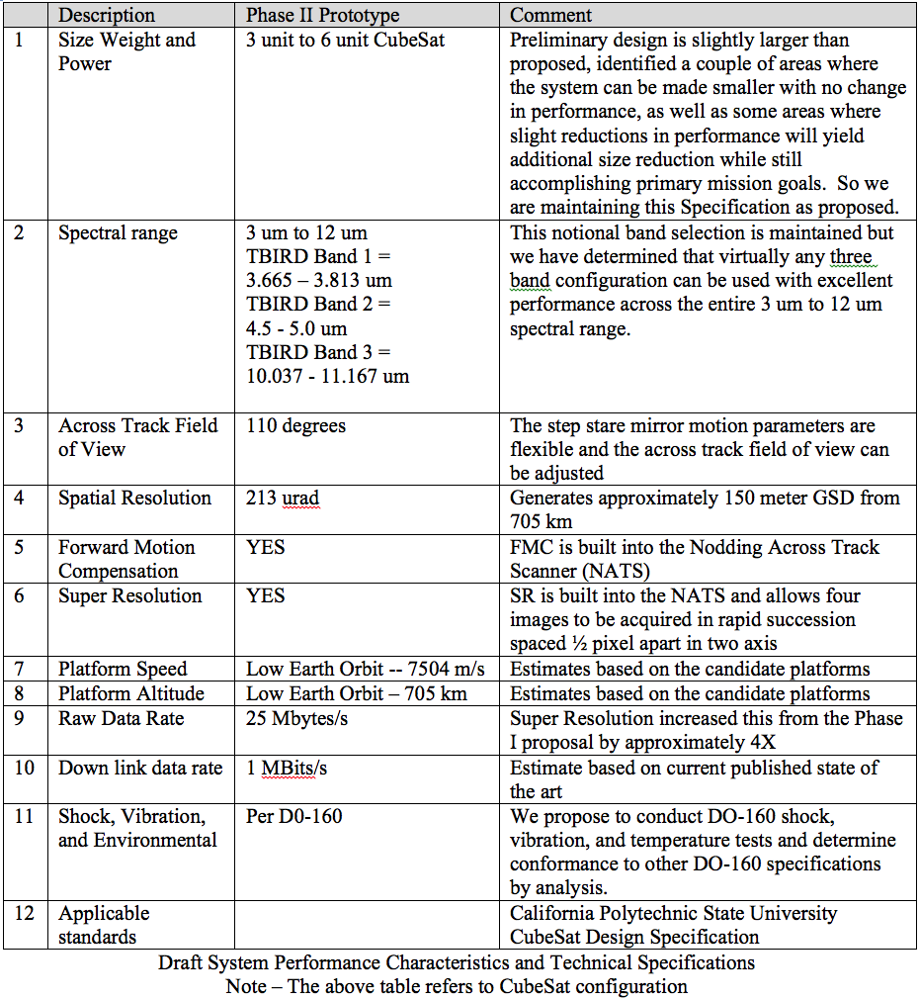 Description Phase II Prototype Comment
1 Size Weight and 3 unit to 6 unit CubeSat Preliminary design is slightly larger than
Power proposed, identified a couple of areas where
the system can be made smaller with no change
in performance, as well as some areas where
slight reductions in performance will yield
additional size reduction while still
accomplishing primary mission goals.  So we
are maintaining this Specification as proposed.
2 Spectral range 3 um to 12 um This notional band selection is maintained but
TBIRD Band 1 = we have determined that virtually any three
3.665 – 3.813 um band configuration can be used with excellent
TBIRD Band 2 = performance across the entire 3 um to 12 um
4.5 - 5.0 um spectral range.
TBIRD Band 3 =
10.037 - 11.167 um
3 Across Track Field 110 degrees The step stare mirror motion parameters are
of View flexible and the across track field of view can
be adjusted
4 Spatial Resolution 213 urad Generates approximately 150 meter GSD from
705 km
5 Forward Motion YES FMC is built into the Nodding Across Track
Compensation Scanner (NATS)
6 Super Resolution YES SR is built into the NATS and allows four
images to be acquired in rapid succession
spaced ½ pixel apart in two axis
7 Platform Speed Low Earth Orbit -- 7504 m/s Estimates based on the candidate platforms
8 Platform Altitude Low Earth Orbit – 705 km Estimates based on the candidate platforms
9 Raw Data Rate 25 Mbytes/s Super Resolution increased this from the Phase
I proposal by approximately 4X
10 Down link data rate 1 MBits/s Estimate based on current published state of
the art
11 Shock, Vibration, Per D0-160 We propose to conduct DO-160 shock,
and Environmental vibration, and temperature tests and determine
conformance to other DO-160 specifications
by analysis.
12 Applicable California Polytechnic State University
standards CubeSat Design Specification
Draft System Performance Characteristics and Technical Specifications
Note – The above table refers to CubeSat configuration